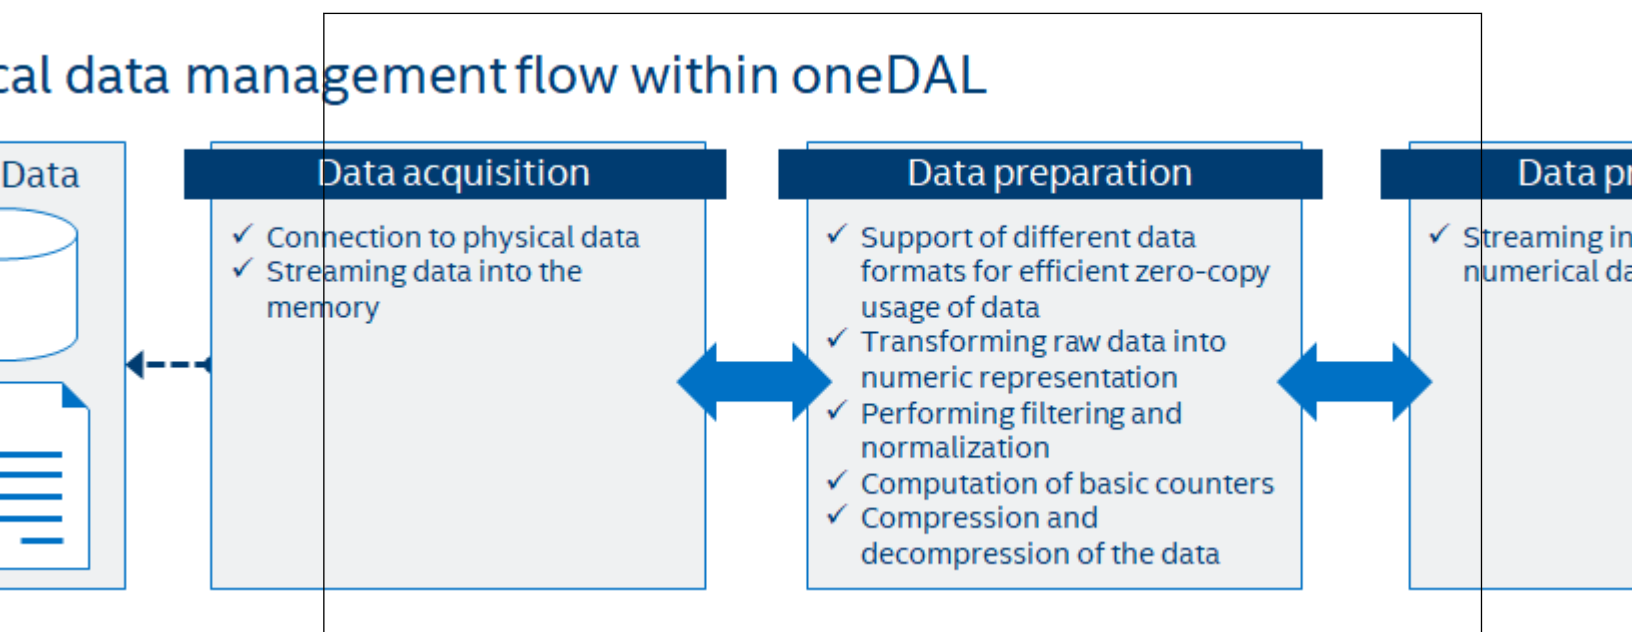 cal data management flow within oneDAL
Data
Data acquisition
✓ Connection to physical data
✓ Streaming data into the
memory
Data preparation
✓ Support of different data
formats for efficient zero-copy
usage of data
✓ Transforming raw data into
numeric representation
✓ Performing filtering and
normalization
✓ Computation of basic counters
✓ Compression and
decompression of the data
Data pr
✓ Streaming in
numerical da